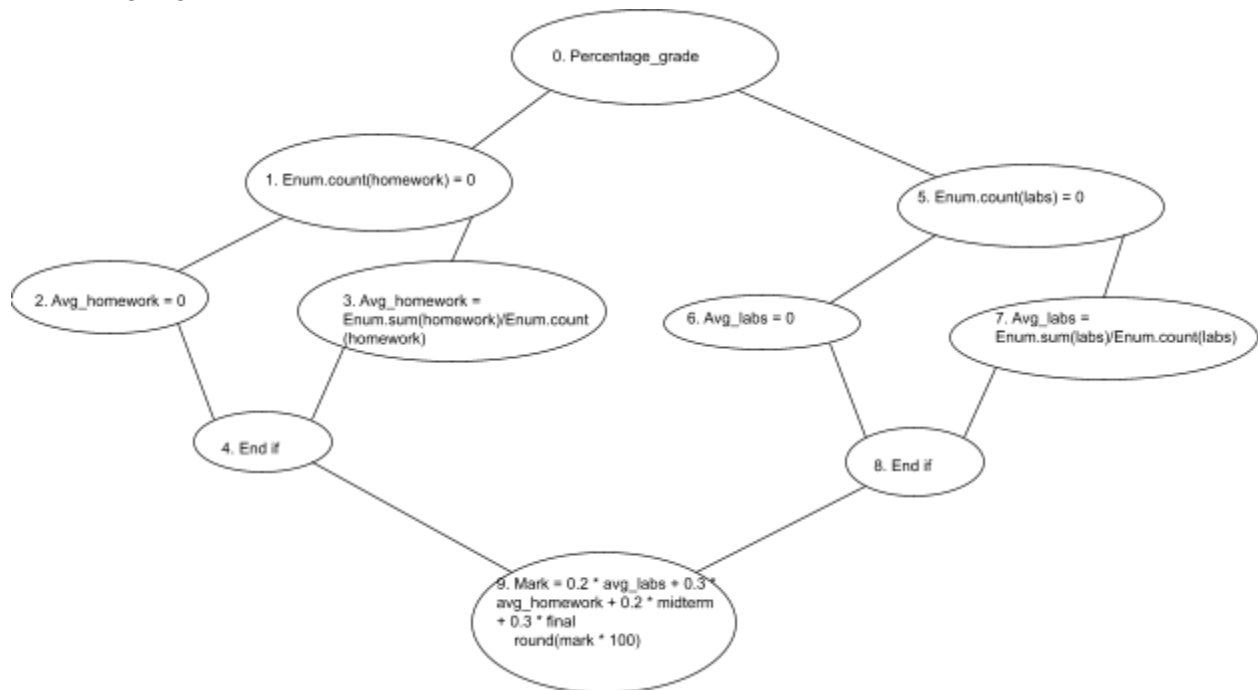 0. Percentage_grade
1. Enum.count(homework) = 0
5. Enum.count(labs) = 0
2. Avg_homework = 0
3. Avg_homework =
Enum.sum(homework)/Enum.count
(homework)
6. Avg_labs = 0
7. Avg_labs =
Enum.sum(labs)/Enum.count(labs)
4. End if
8. End if
9. Mark = 0.2 * avg_labs + 0.3 *
avg_homework + 0.2 * midterm
+ 0.3 * final
round(mark * 100)